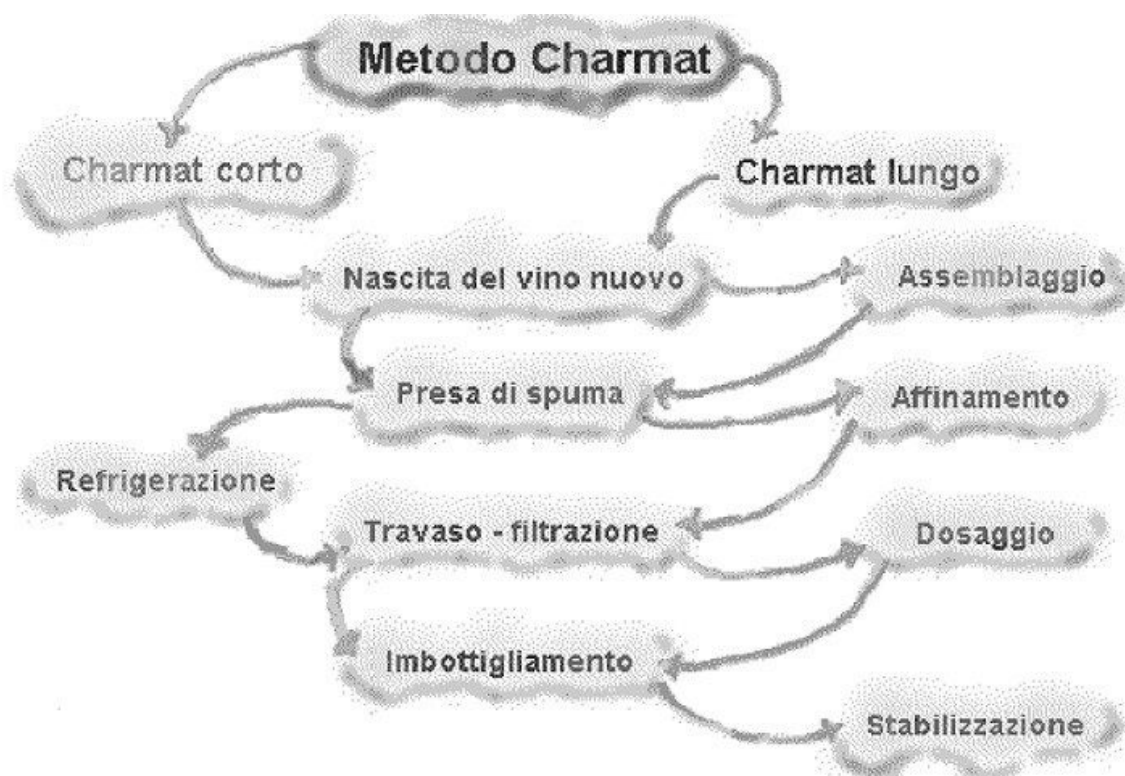 Metodo Charmat
Charmat corto
Charmat lungo
Nascita del vino nuovo
Assemblaggio
Presa di spuma
Affinamento
Refrigerazione
Travaso - filtrazione
Dosaggio
Imbottigliamento
Stabilizzazione